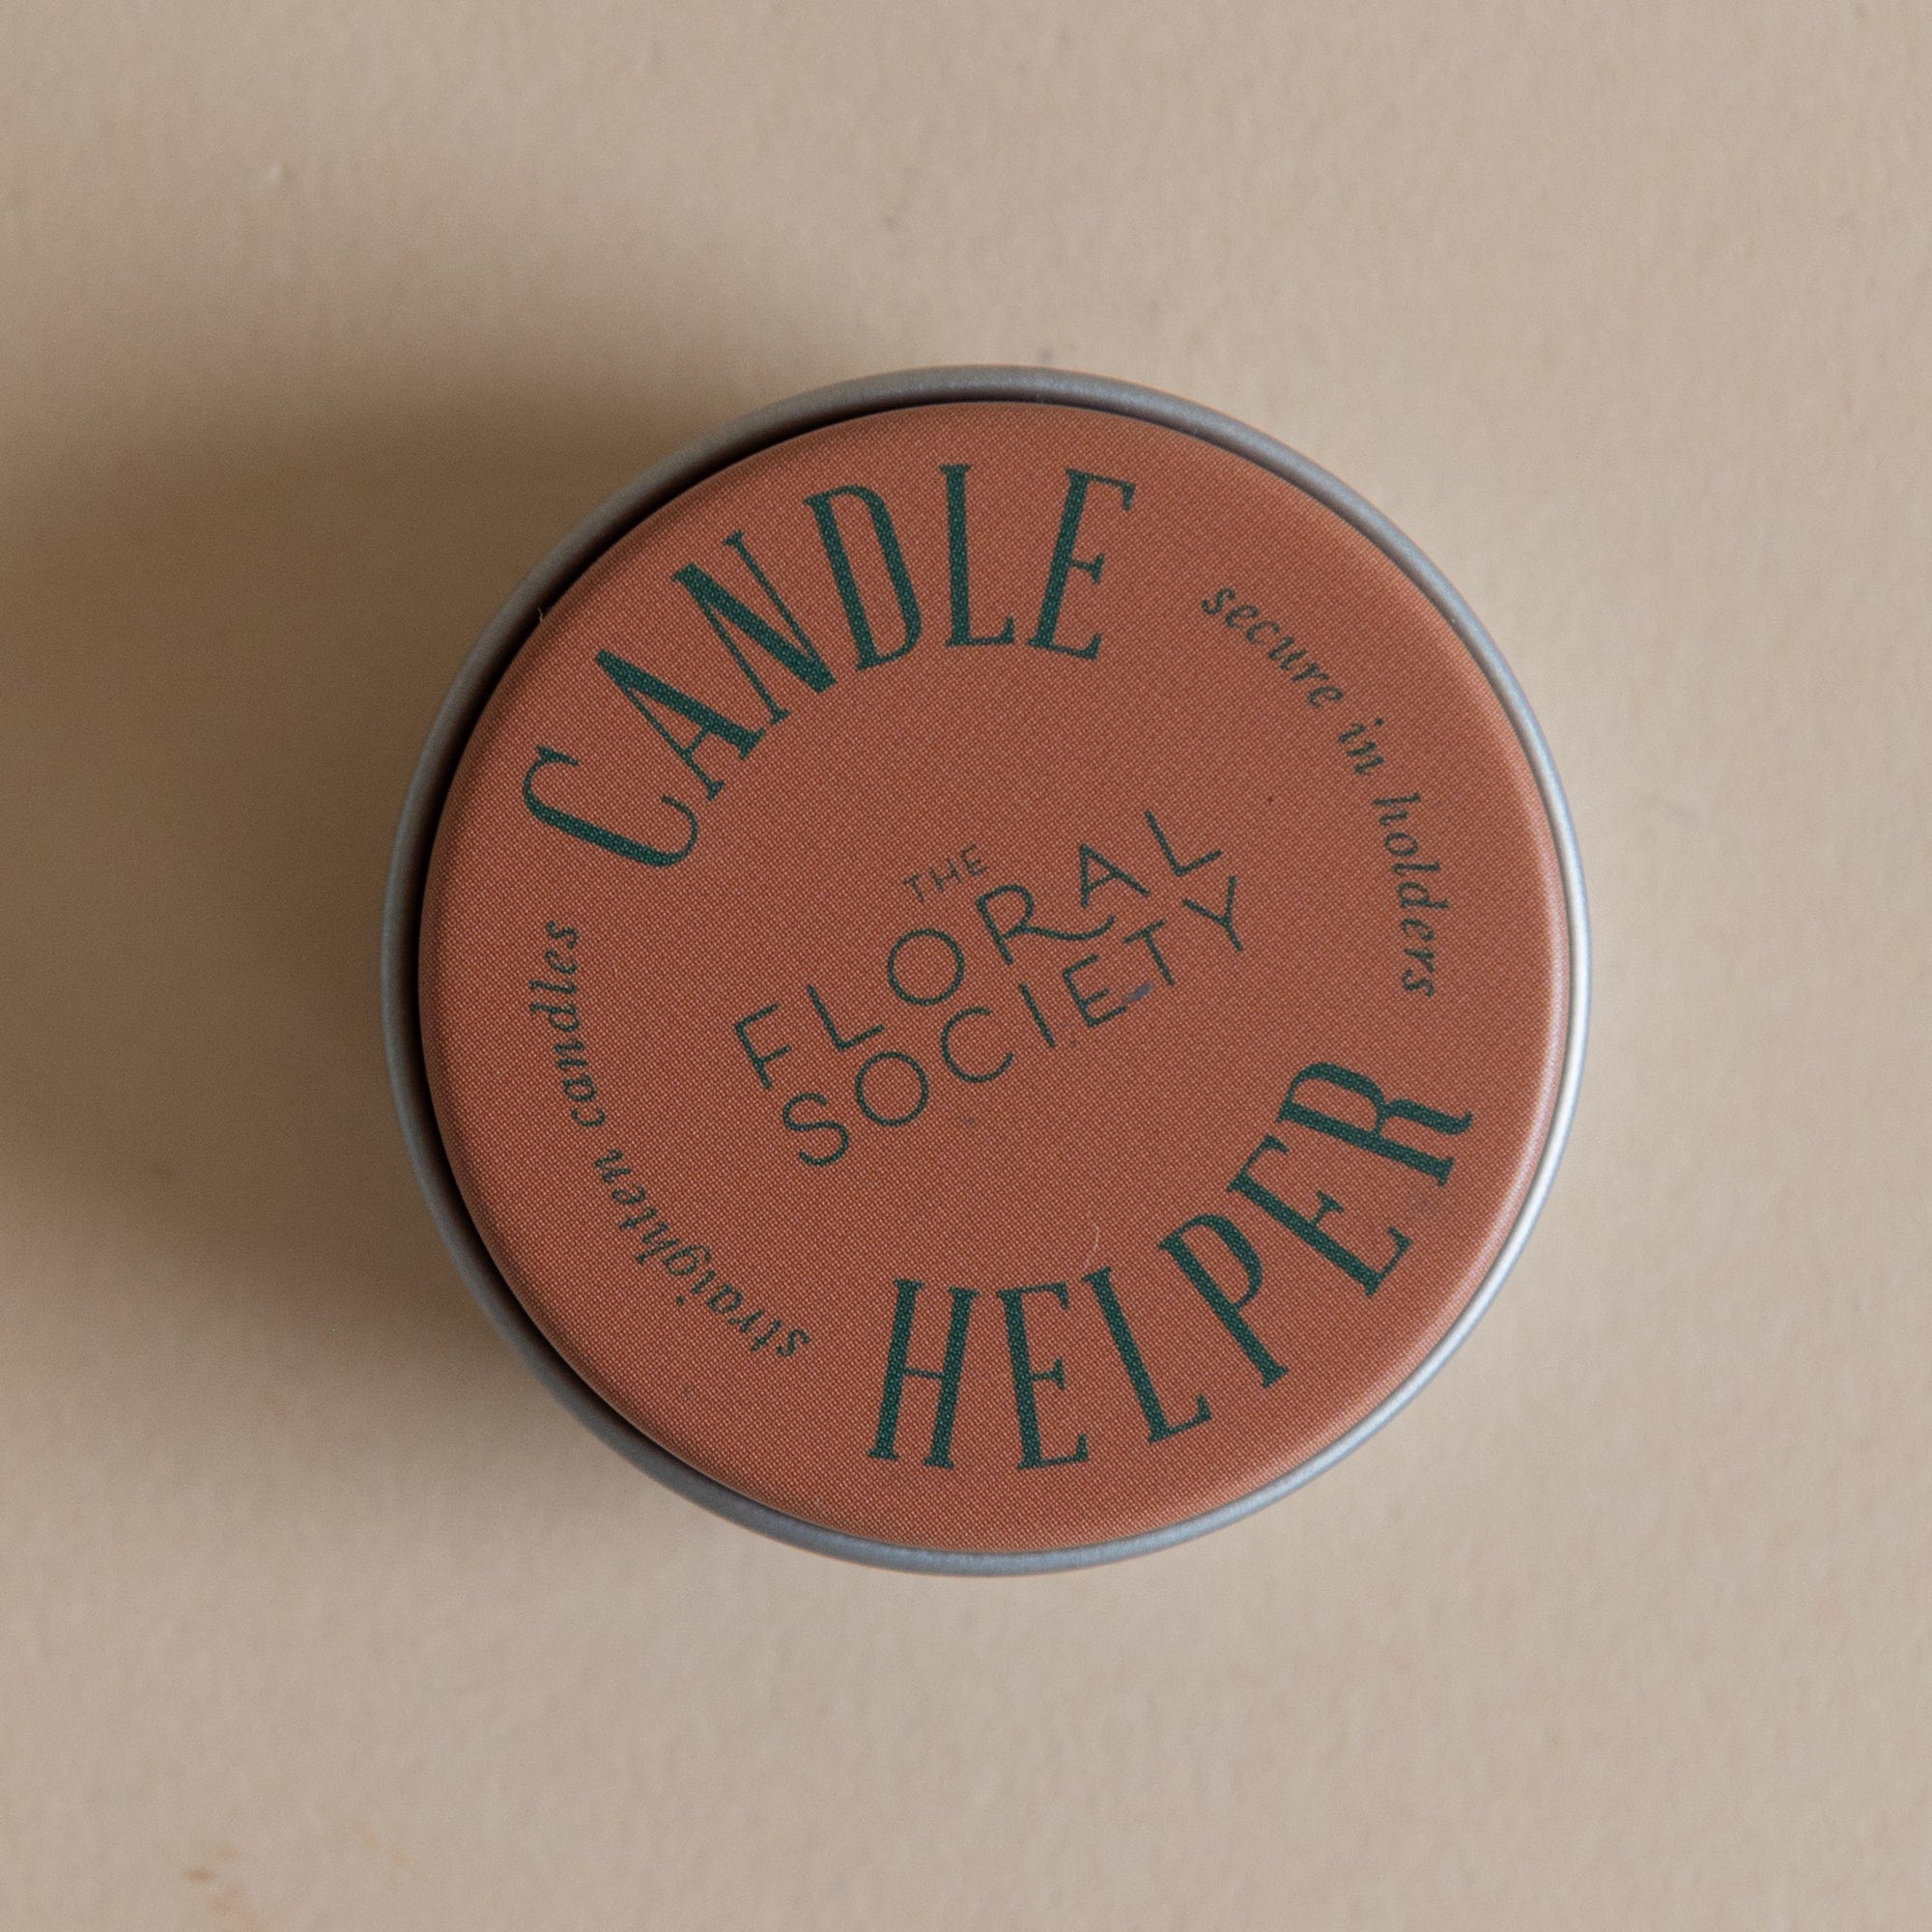 CANDLE
secure in holders
THE
FLORAL
SOCIETY
straighten candles
HELPER